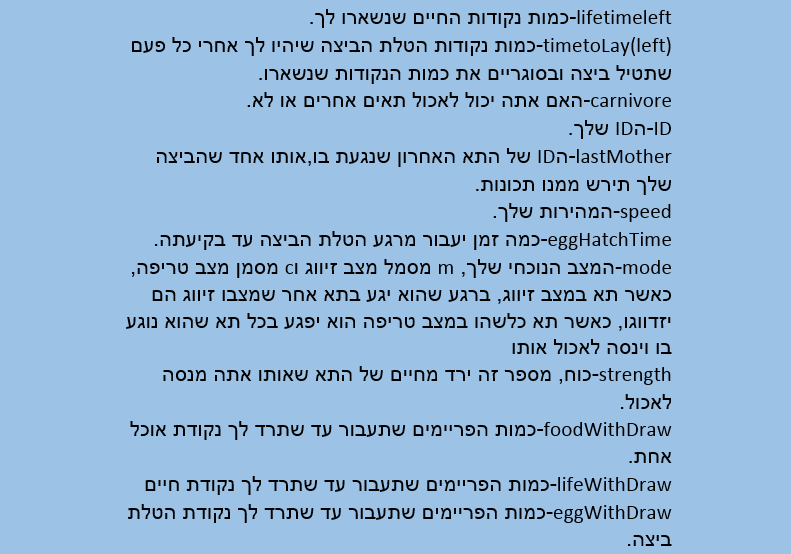 lifetimeleft-כמות נקודות החיים שנשארו לך.
timetoLay(left)-כמות נקודות הטלת הביצה שיהיו לך אחרי כל פעם
שתטיל ביצה ובסוגריים את כמות הנקודות שנשארו.
carnivore-האם אתה יכול לאכול תאים אחרים או לא.
ID-הID שלך.
lastMother-הID של התא האחרון שנגעת בו,אותו אחד שהביצה
שלך תירש ממנו תכונות.
speed-המהירות שלך.
eggHatchTime-כמה זמן יעבור מרגע הטלת הביצה עד בקיעתה.
mode-המצב הנוכחי שלך, m מסמל מצב זיווג וc מסמן מצב טריפה,
כאשר תא במצב זיווג, ברגע שהוא יגע בתא אחר שמצבו זיווג הם
יזדווגו, כאשר תא כלשהו במצב טריפה הוא יפגע בכל תא שהוא נוגע
בו וינסה לאכול אותו
strength-כוח, מספר זה ירד מחיים של התא שאותו אתה מנסה
לאכול.
foodWithDraw-כמות הפריימים שתעבור עד שתרד לך נקודת אוכל
אחת.
lifeWithDraw-כמות הפריימים שתעבור עד שתרד לך נקודת חיים
eggWithDraw-כמות הפריימים שתעבור עד שתרד לך נקודת הטלת
ביצה.